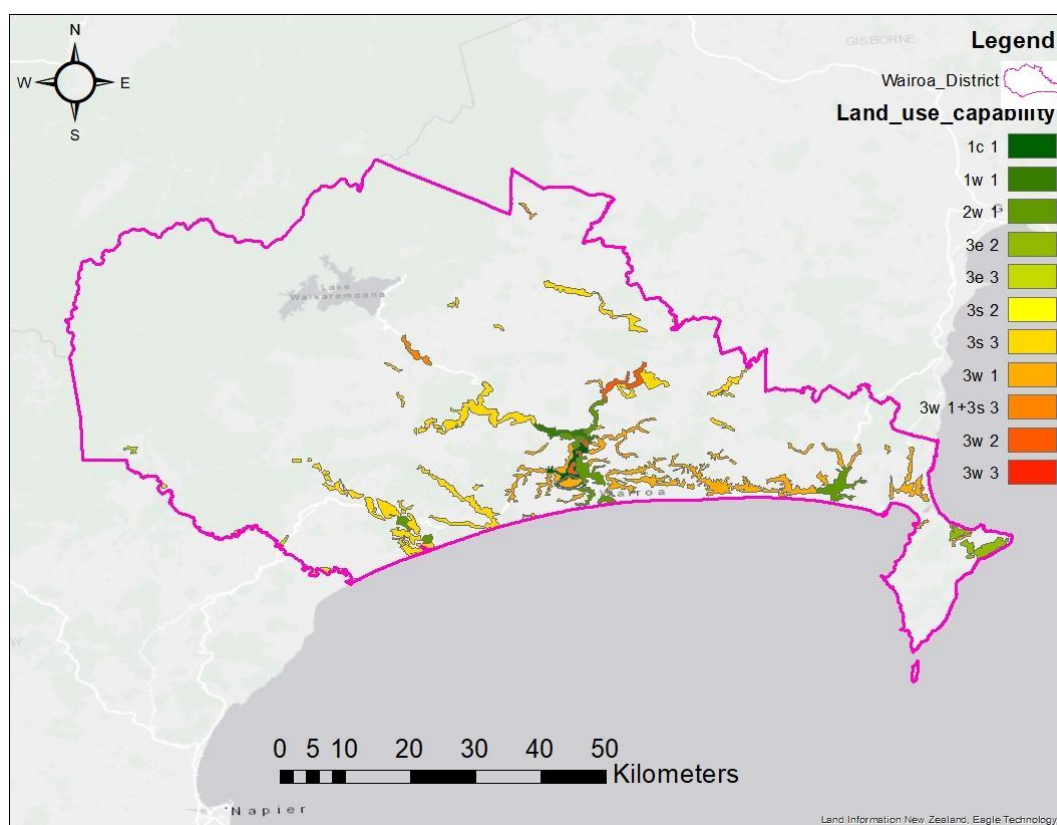 N
W
E
S
GISBORNE
Legend
Wairoa_District
Land_use_capability
1c 1
1w 1
2w 1
3e 2
3e 3
3s 2
3s 3
3w 1
3w 1+3s 3
3w 2
3w 3
G
Lake
Waikaremoana
Wairoa
0 5 10 20 30 40 50
Kilometers
Napier
Land Information New Zealand, Eagle Technology